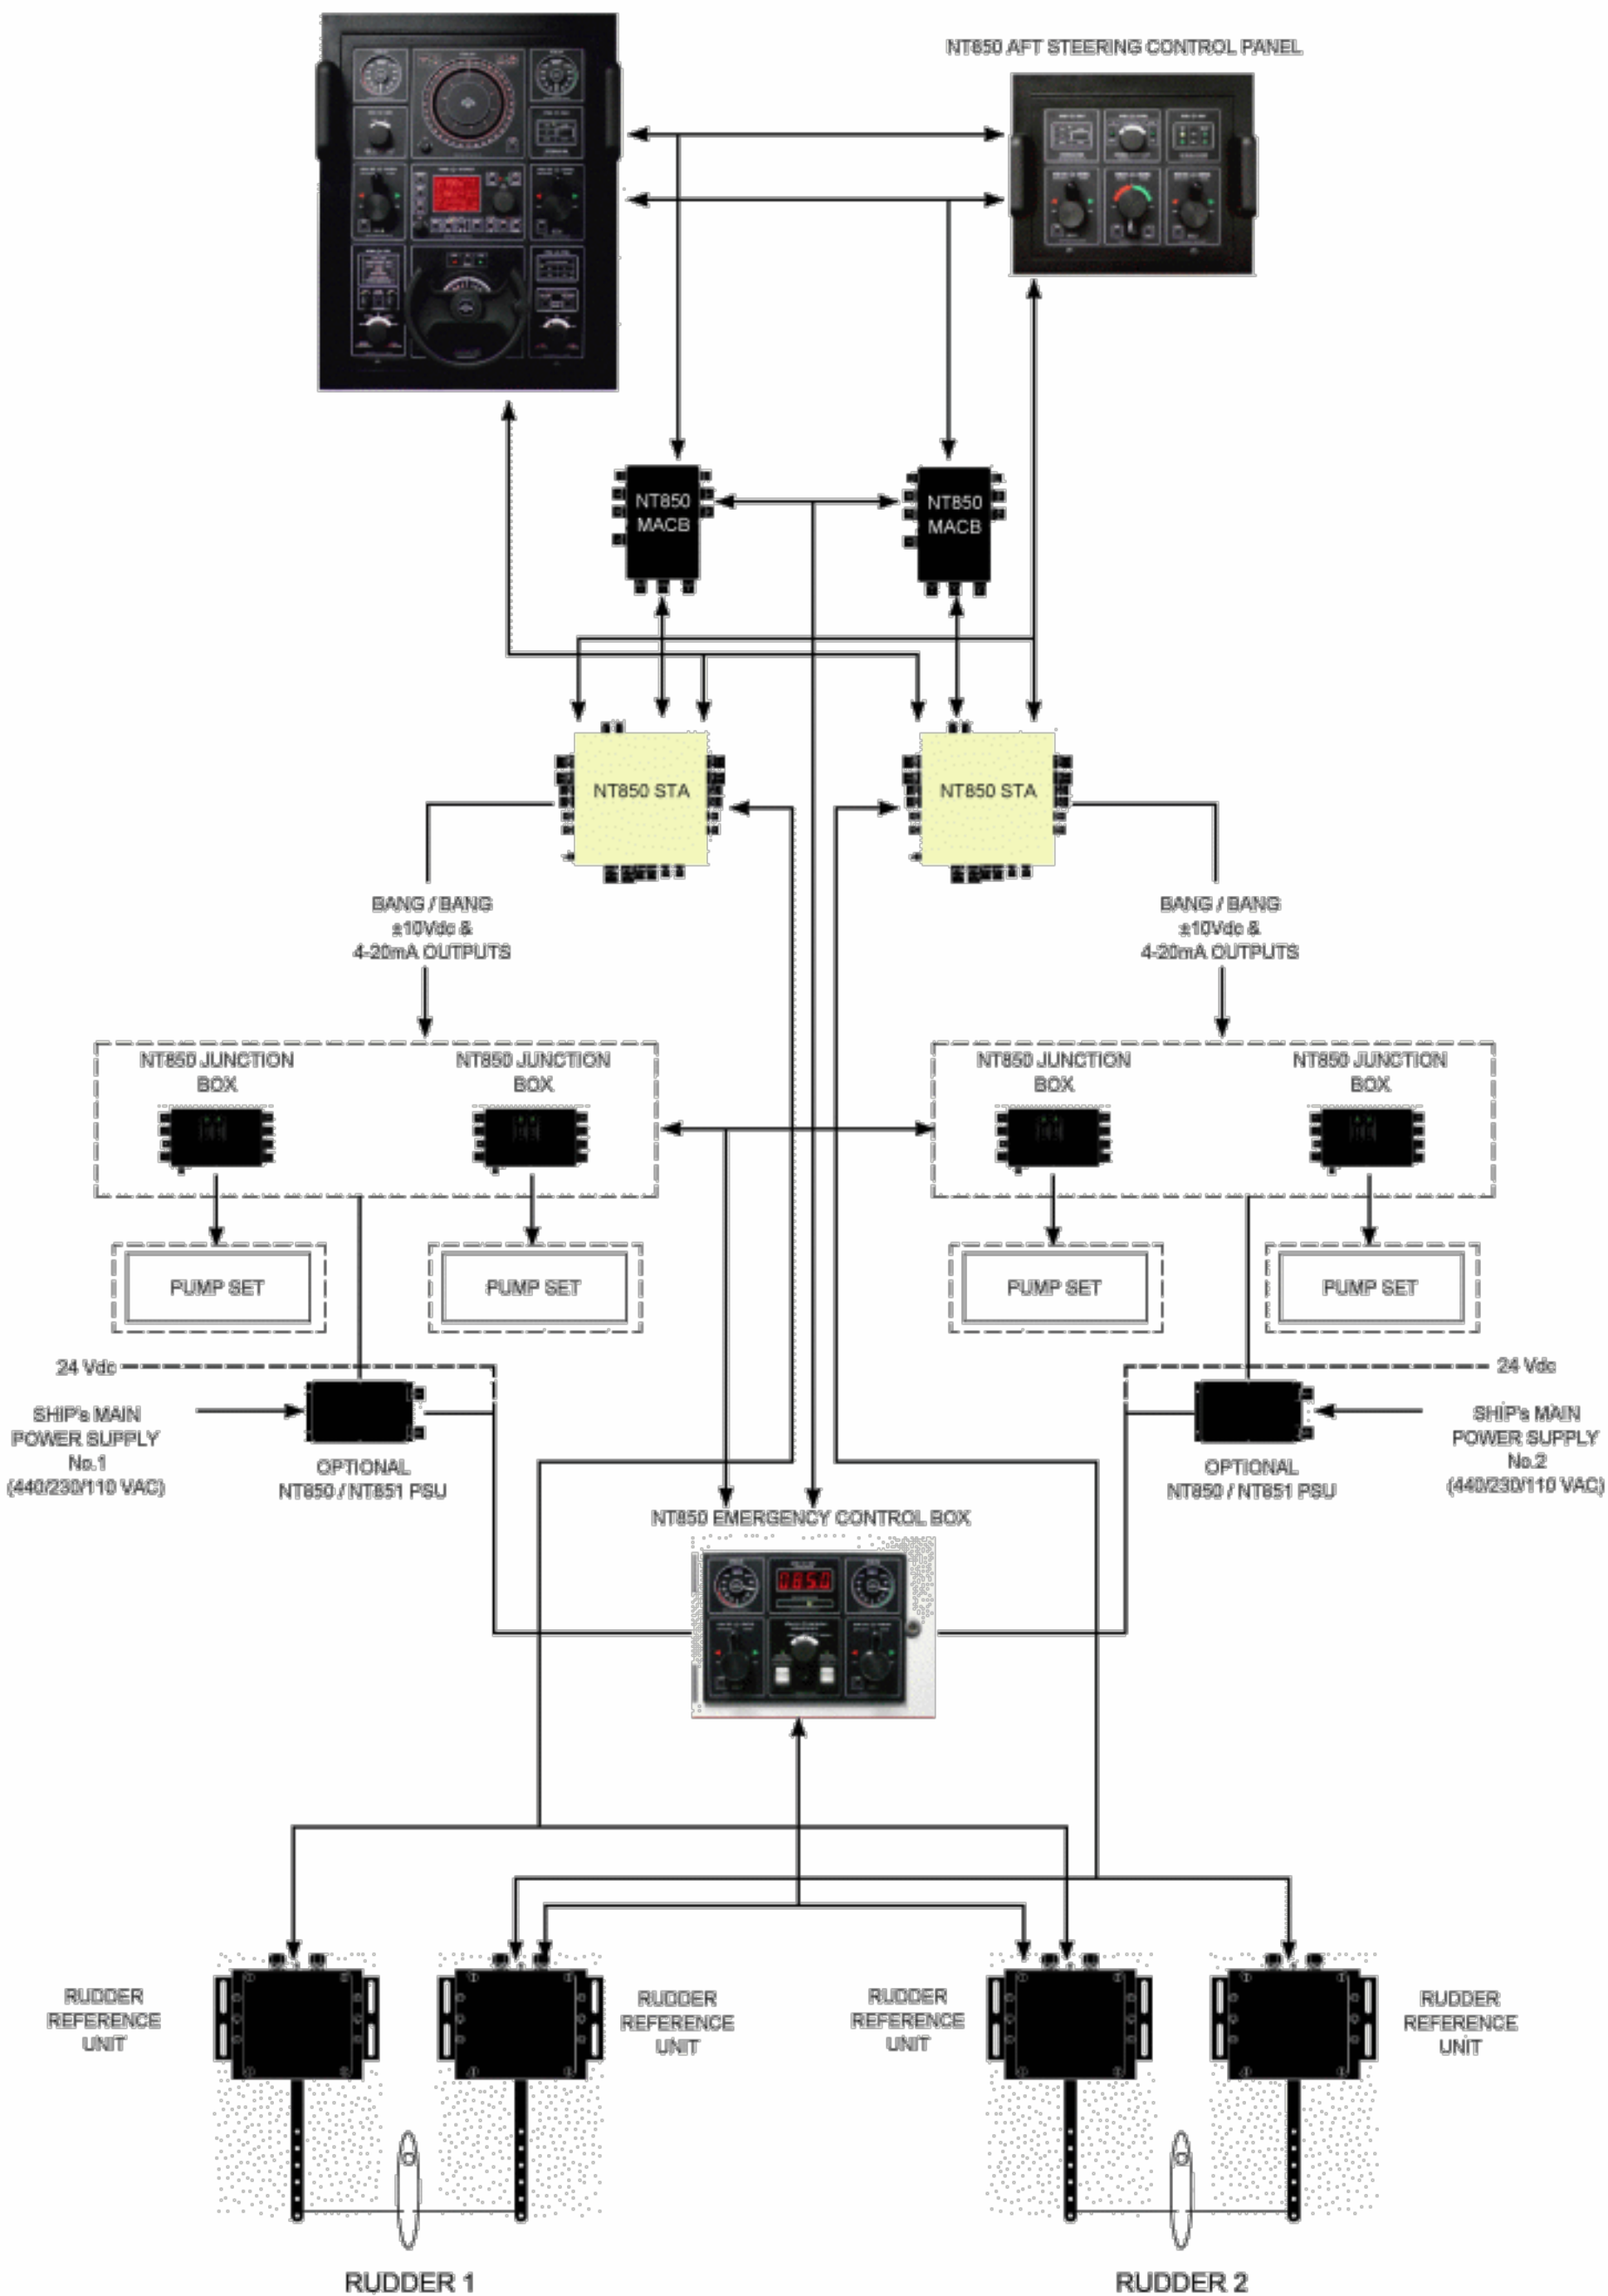 NT850 AFT STEERING CONTROL PANEL
NT850
MACB
NT850
MACB
NT850 STA
NT850 STA
BANG / BANG
±10Vdc &
4-20mA OUTPUTS
BANG / BANG
±10Vdc &
4-20mA OUTPUTS
NT850 JUNCTION
BOX
NT850 JUNCTION
BOX
NT850 JUNCTION
BOX
NT850 JUNCTION
BOX
PUMP SET
PUMP SET
PUMP SET
PUMP SET
24 Vdc
24 Vdc
SHIP's MAIN
POWER SUPPLY
No.1
(440/230/110 VAC)
OPTIONAL
NT850 / NT851 PSU
OPTIONAL
NT850 / NT851 PSU
SHIP's MAIN
POWER SUPPLY
No.2
(440/230/110 VAC)
NT850 EMERGENCY CONTROL BOX
085.0
RUDDER
REFERENCE
UNIT
RUDDER
REFERENCE
UNIT
RUDDER
REFERENCE
UNIT
RUDDER
REFERENCE
UNIT
RUDDER 1
RUDDER 2